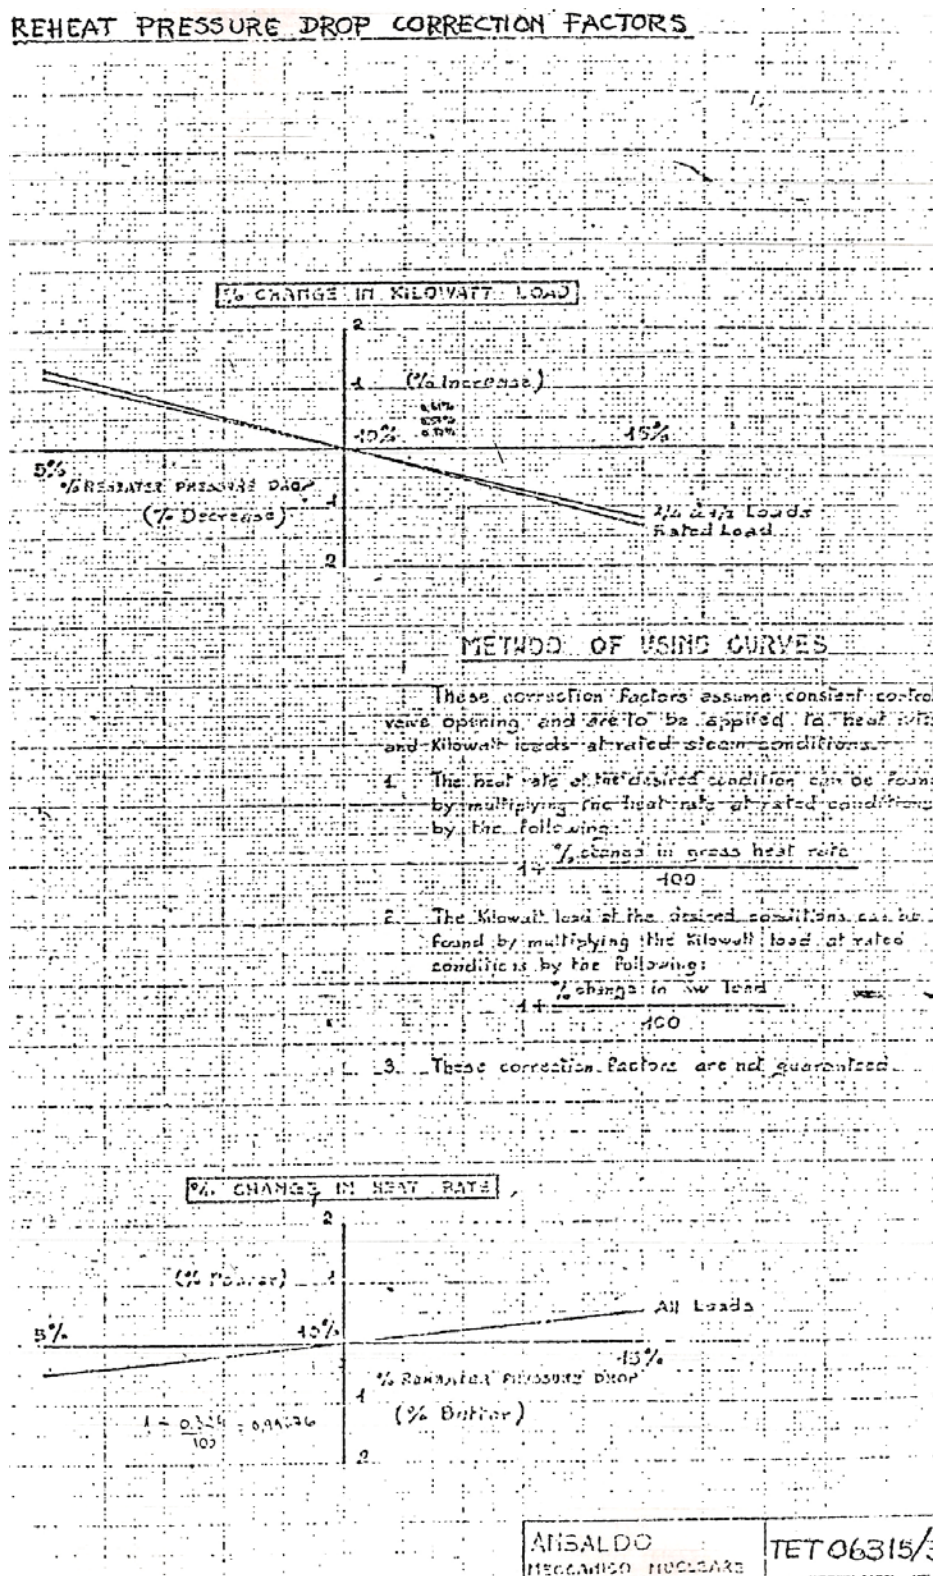 REHEAT PRESSURE DROP CORRECTION FACTORS
% CHANGE IN KILOWATT LOAD
2
1 (% Increase)
10% 15%
5%
% REHEATER PRESSURE DROP
(% Decrease) 1
2
Loads
Rated Load
METHOD OF USING CURVES
These correction factors assume constant control
valve opening and are to be applied to heat
and Kilowatt loads at rated steam conditions.
1. The heat rate at the desired condition can be found
by multiplying the heat rate at rated conditions
by the following:
% change in gross heat rate
1 +
100
2. The Kilowatt load at the desired conditions can be
found by multiplying the Kilowatt load at rated
conditions by the following:
% change in kw load
1 +
100
3. These correction factors are not guaranteed
% CHANGE IN HEAT RATE
2
(% Poorer) 1
All Loads
5% 10%
15%
% REHEATER PRESSURE DROP
1
(% Better)
2
ANSALDO
MECCANICO NUCLEARE
TET 06315/3